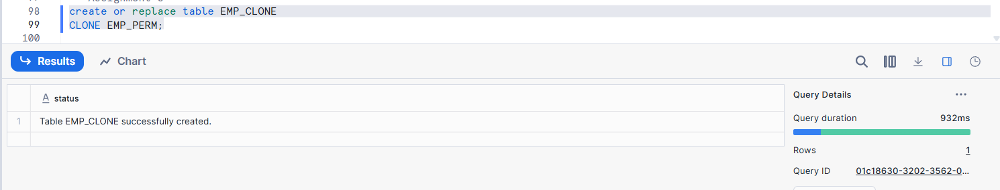 98 create or replace table EMP_CLONE
99 CLONE EMP_PERM;
100
Results Chart
A status
1 Table EMP_CLONE successfully created.
Query Details ...
Query duration 932ms
Rows 1
Query ID 01c18630-3202-3562-0...